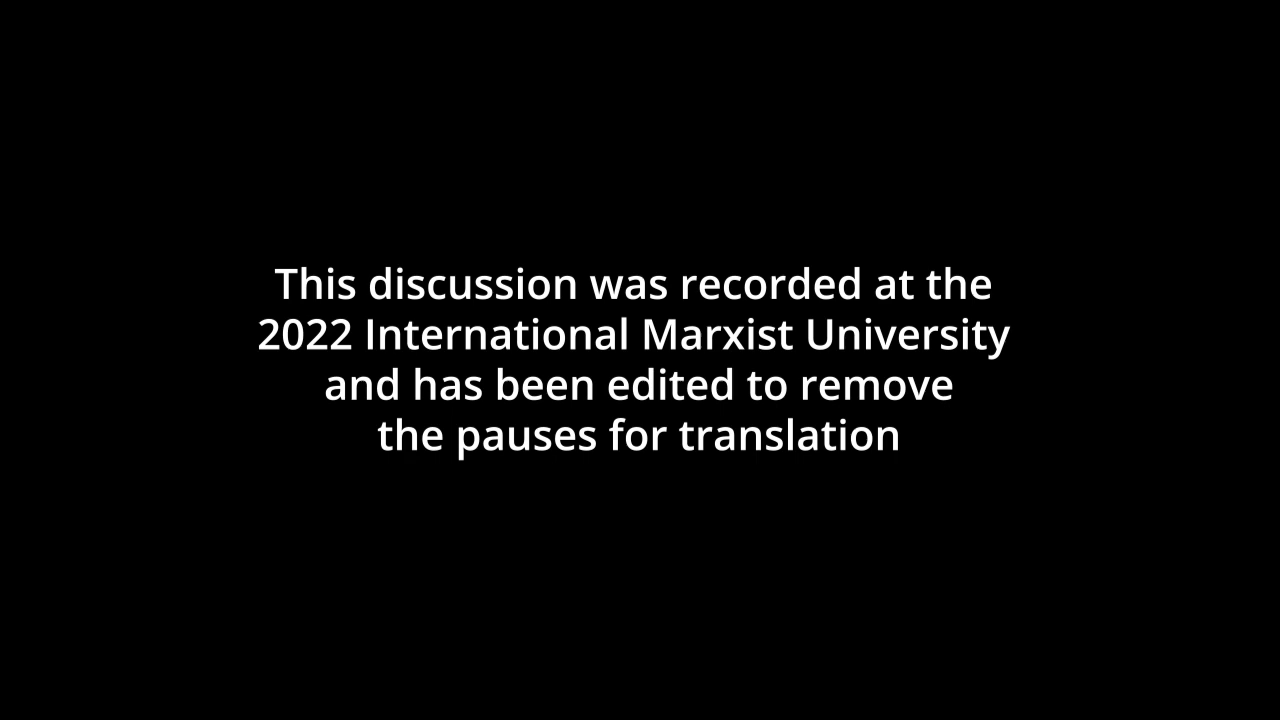 This discussion was recorded at the
2022 International Marxist University
and has been edited to remove
the pauses for translation